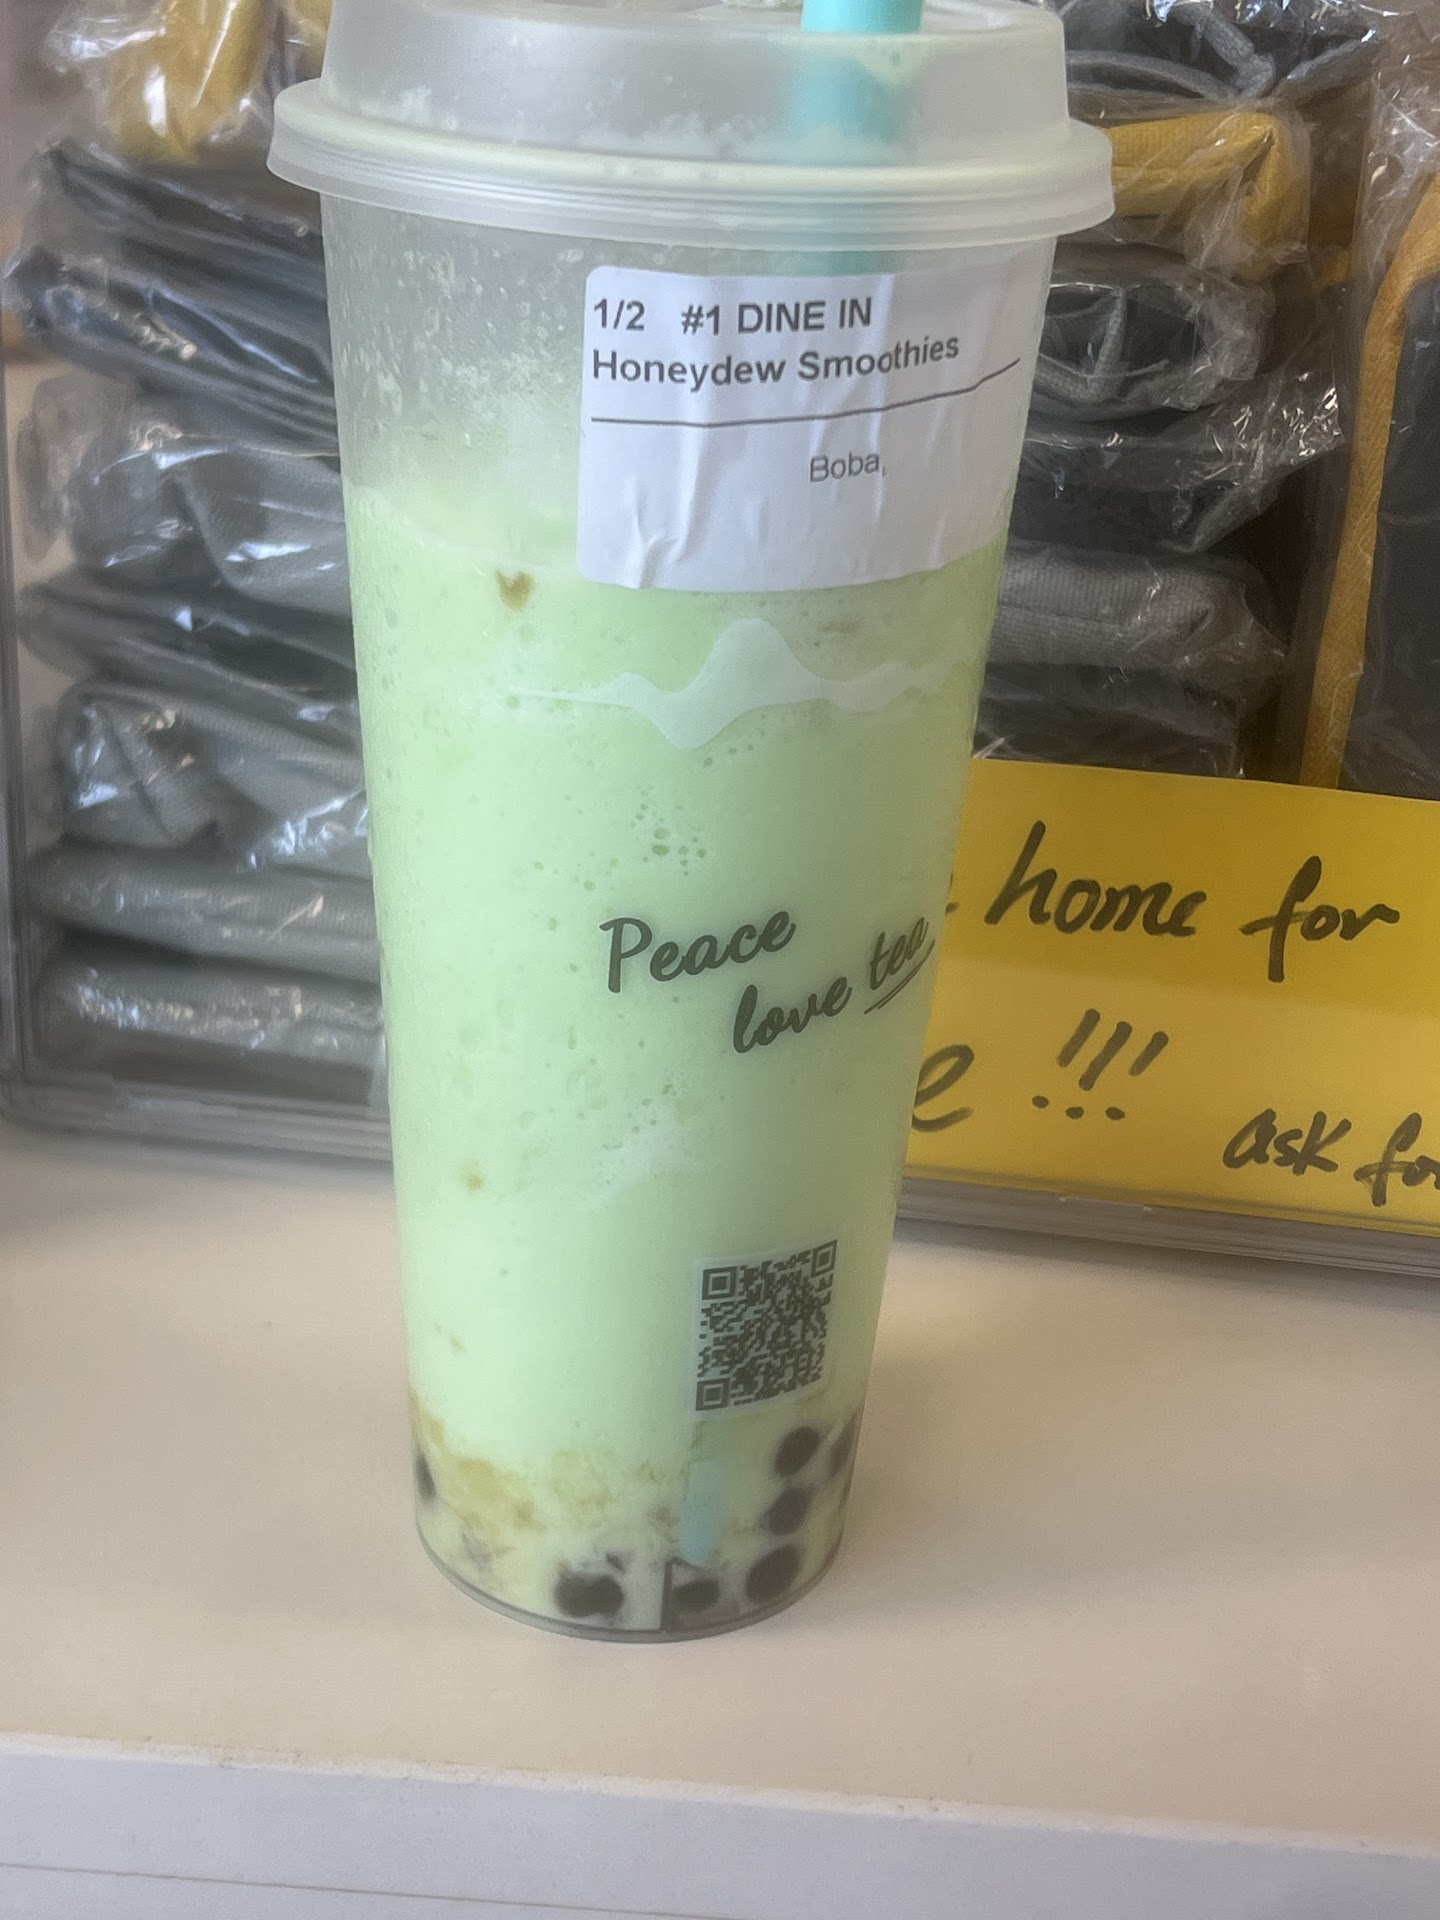 1/2 #1 DINE IN
Honeydew Smoothies
Boba,
Peace
love tea
home for
!!!
ask